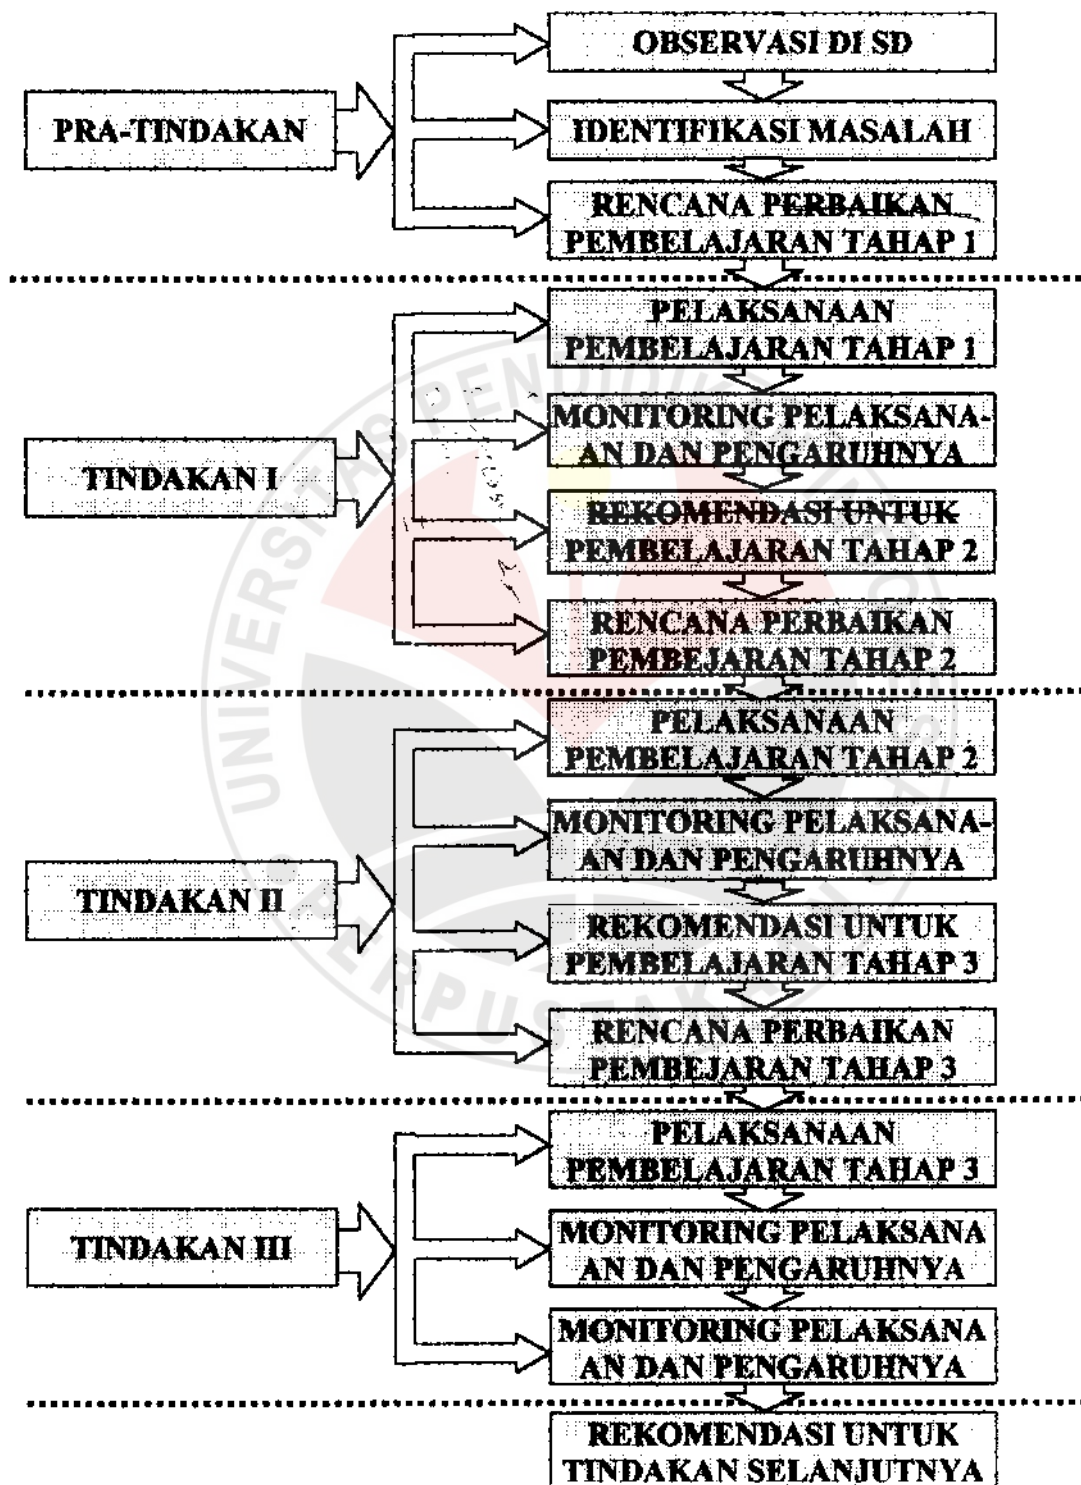 OBSERVASI DI SD
PRA-TINDAKAN
IDENTIFIKASI MASALAH
RENCANA PERBAIKAN
PEMBELAJARAN TAHAP 1
PELAKSANAAN
PEMBELAJARAN TAHAP 1
MONITORING PELAKSANA-
AN DAN PENGARUHNYA
TINDAKAN I
REKOMENDASI UNTUK
PEMBELAJARAN TAHAP 2
RENCANA PERBAIKAN
PEMBEJARAN TAHAP 2
PELAKSANAAN
PEMBELAJARAN TAHAP 2
MONITORING PELAKSANA-
AN DAN PENGARUHNYA
TINDAKAN II
REKOMENDASI UNTUK
PEMBELAJARAN TAHAP 3
RENCANA PERBAIKAN
PEMBEJARAN TAHAP 3
PELAKSANAAN
PEMBELAJARAN TAHAP 3
TINDAKAN III
MONITORING PELAKSANA
AN DAN PENGARUHNYA
MONITORING PELAKSANA
AN DAN PENGARUHNYA
REKOMENDASI UNTUK
TINDAKAN SELANJUTNYA
UNIVERSITAS PENDIDIKAN